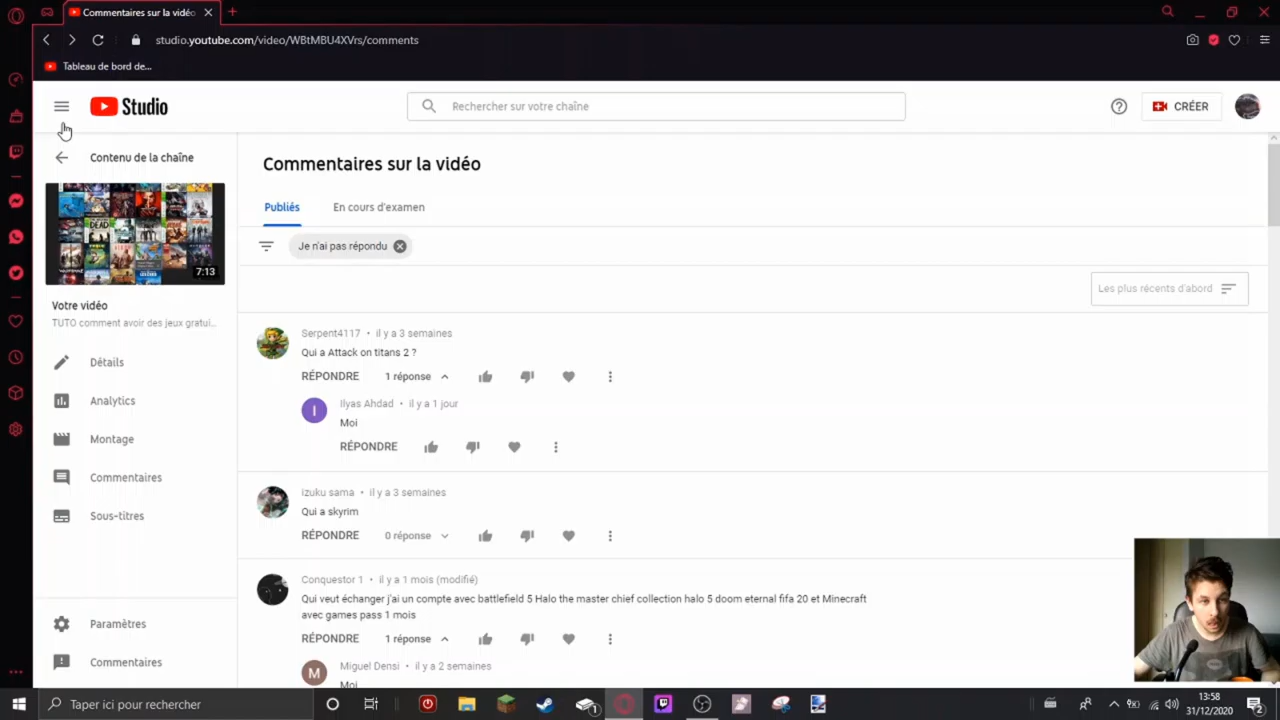 Commentaires sur la vidéo
studio.youtube.com/video/WBtMBU4XVrs/comments
Tableau de bord de...
Studio
Rechercher sur votre chaîne
CRÉER
Contenu de la chaîne
7:13
Votre vidéo
TUTO comment avoir des jeux gratui...
Détails
Analytics
Montage
Commentaires
Sous-titres
Paramètres
Commentaires
Commentaires sur la vidéo
Publiés En cours d'examen
Je n'ai pas répondu
Les plus récents d'abord
Serpent4117 • il y a 3 semaines
Qui a Attack on titans 2 ?
RÉPONDRE 1 réponse
I
Ilyas Ahdad • il y a 1 jour
Moi
RÉPONDRE
izuku sama • il y a 3 semaines
Qui a skyrim
RÉPONDRE 0 réponse
Conquestor 1 • il y a 1 mois (modifié)
Qui veut échanger j'ai un compte avec battlefield 5 Halo the master chief collection halo 5 doom eternal fifa 20 et Minecraft
avec games pass 1 mois
RÉPONDRE 1 réponse
M
Miguel Densi • il y a 2 semaines
Moi
Taper ici pour rechercher
13:58
31/12/2020